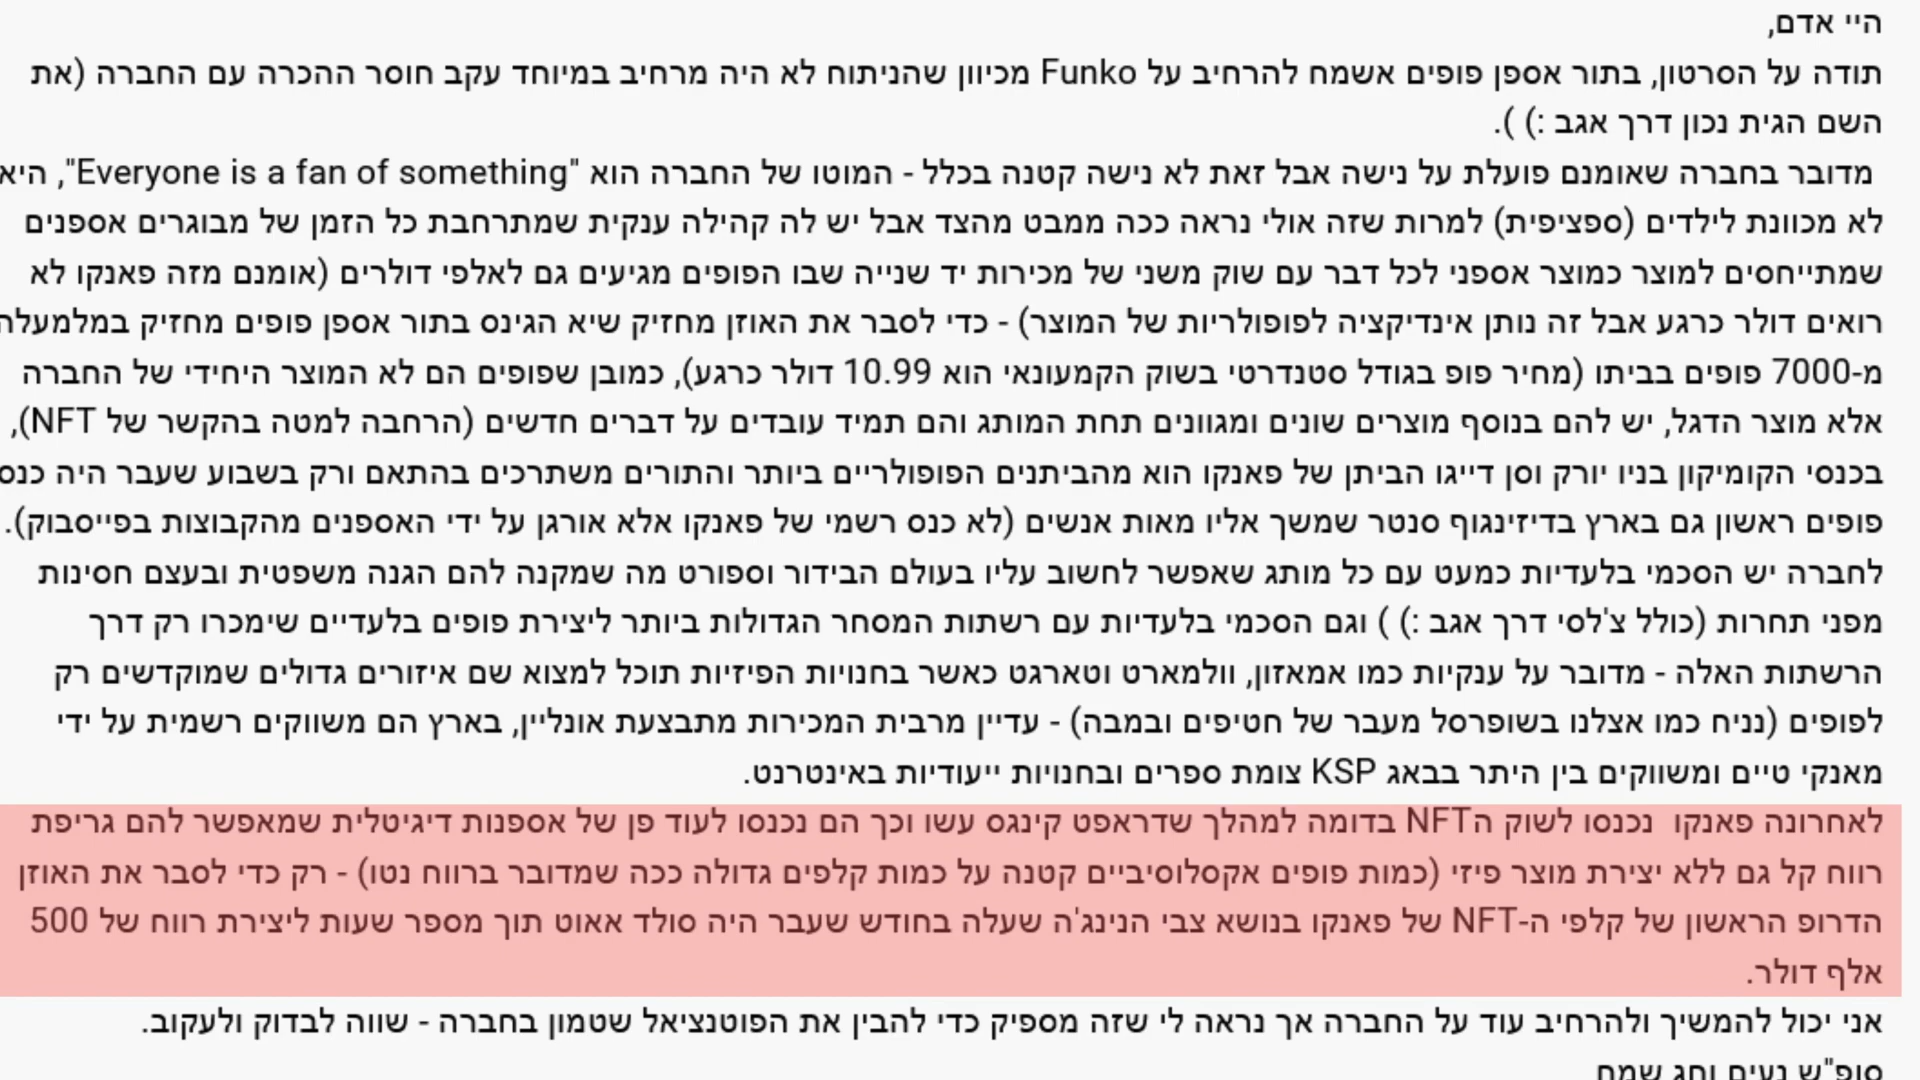 היי אדם,
תודה על הסרטון, בתור אספן פופים אשמח להרחיב על Funko מכיוון שהניתוח לא היה מרחיב במיוחד עקב חוסר ההכרה עם החברה (את
השם הגית נכון דרך אגב :) ).
מדובר בחברה שאומנם פועלת על נישה אבל זאת לא נישה קטנה בכלל - המוטו של החברה הוא "Everyone is a fan of something", היא
לא מכוונת לילדים (ספציפית) למרות שזה אולי נראה ככה ממבט מהצד אבל יש לה קהילה ענקית שמתרחבת כל הזמן של מבוגרים אספנים
שמתייחסים למוצר כמוצר אספני לכל דבר עם שוק משני של מכירות יד שנייה שבו הפופים מגיעים גם לאלפי דולרים (אומנם מזה פאנקו לא
רואים דולר כרגע אבל זה נותן אינדיקציה לפופולריות של המוצר) - כדי לסבר את האוזן מחזיק שיא הגינס בתור אספן פופים מחזיק במלמעלה
מ-7000 פופים בביתו (מחיר פופ בגודל סטנדרטי בשוק הקמעונאי הוא 10.99 דולר כרגע), כמובן שפופים הם לא המוצר היחידי של החברה
אלא מוצר הדגל, יש להם בנוסף מוצרים שונים ומגוונים תחת המותג והם תמיד עובדים על דברים חדשים (הרחבה למטה בהקשר של NFT),
בכנסי הקומיקון בניו יורק וסן דייגו הביתן של פאנקו הוא מהביתנים הפופולריים ביותר והתורים משתרכים בהתאם ורק בשבוע שעבר היה כנס
פופים ראשון גם בארץ בדיזינגוף סנטר שמשך אליו מאות אנשים (לא כנס רשמי של פאנקו אלא אורגן על ידי האספנים מהקבוצות בפייסבוק).
לחברה יש הסכמי בלעדיות כמעט עם כל מותג שאפשר לחשוב עליו בעולם הבידור וספורט מה שמקנה להם הגנה משפטית ובעצם חסינות
מפני תחרות (כולל צ'לסי דרך אגב :) ) וגם הסכמי בלעדיות עם רשתות המסחר הגדולות ביותר ליצירת פופים בלעדיים שימכרו רק דרך
הרשתות האלה - מדובר על ענקיות כמו אמאזון, וולמארט וטארגט כאשר בחנויות הפיזיות תוכל למצוא שם איזורים גדולים שמוקדשים רק
לפופים (נניח כמו אצלנו בשופרסל מעבר של חטיפים ובמבה) - עדיין מרבית המכירות מתבצעת אונליין, בארץ הם משווקים רשמית על ידי
מאנקי טיים ומשווקים בין היתר בבאג KSP צומת ספרים ובחנויות ייעודיות באינטרנט.
לאחרונה פאנקו  נכנסו לשוק הNFT בדומה למהלך שדראפט קינגס עשו וכך הם נכנסו לעוד פן של אספנות דיגיטלית שמאפשר להם גריפת
רווח קל גם ללא יצירת מוצר פיזי (כמות פופים אקסלוסיביים קטנה על כמות קלפים גדולה ככה שמדובר ברווח נטו) - רק כדי לסבר את האוזן
הדרופ הראשון של קלפי ה-NFT של פאנקו בנושא צבי הנינג'ה שעלה בחודש שעבר היה סולד אאוט תוך מספר שעות ליצירת רווח של 500
אלף דולר.
אני יכול להמשיך ולהרחיב עוד על החברה אך נראה לי שזה מספיק כדי להבין את הפוטנציאל שטמון בחברה - שווה לבדוק ולעקוב.
סופ"ש נעים וחג שמח